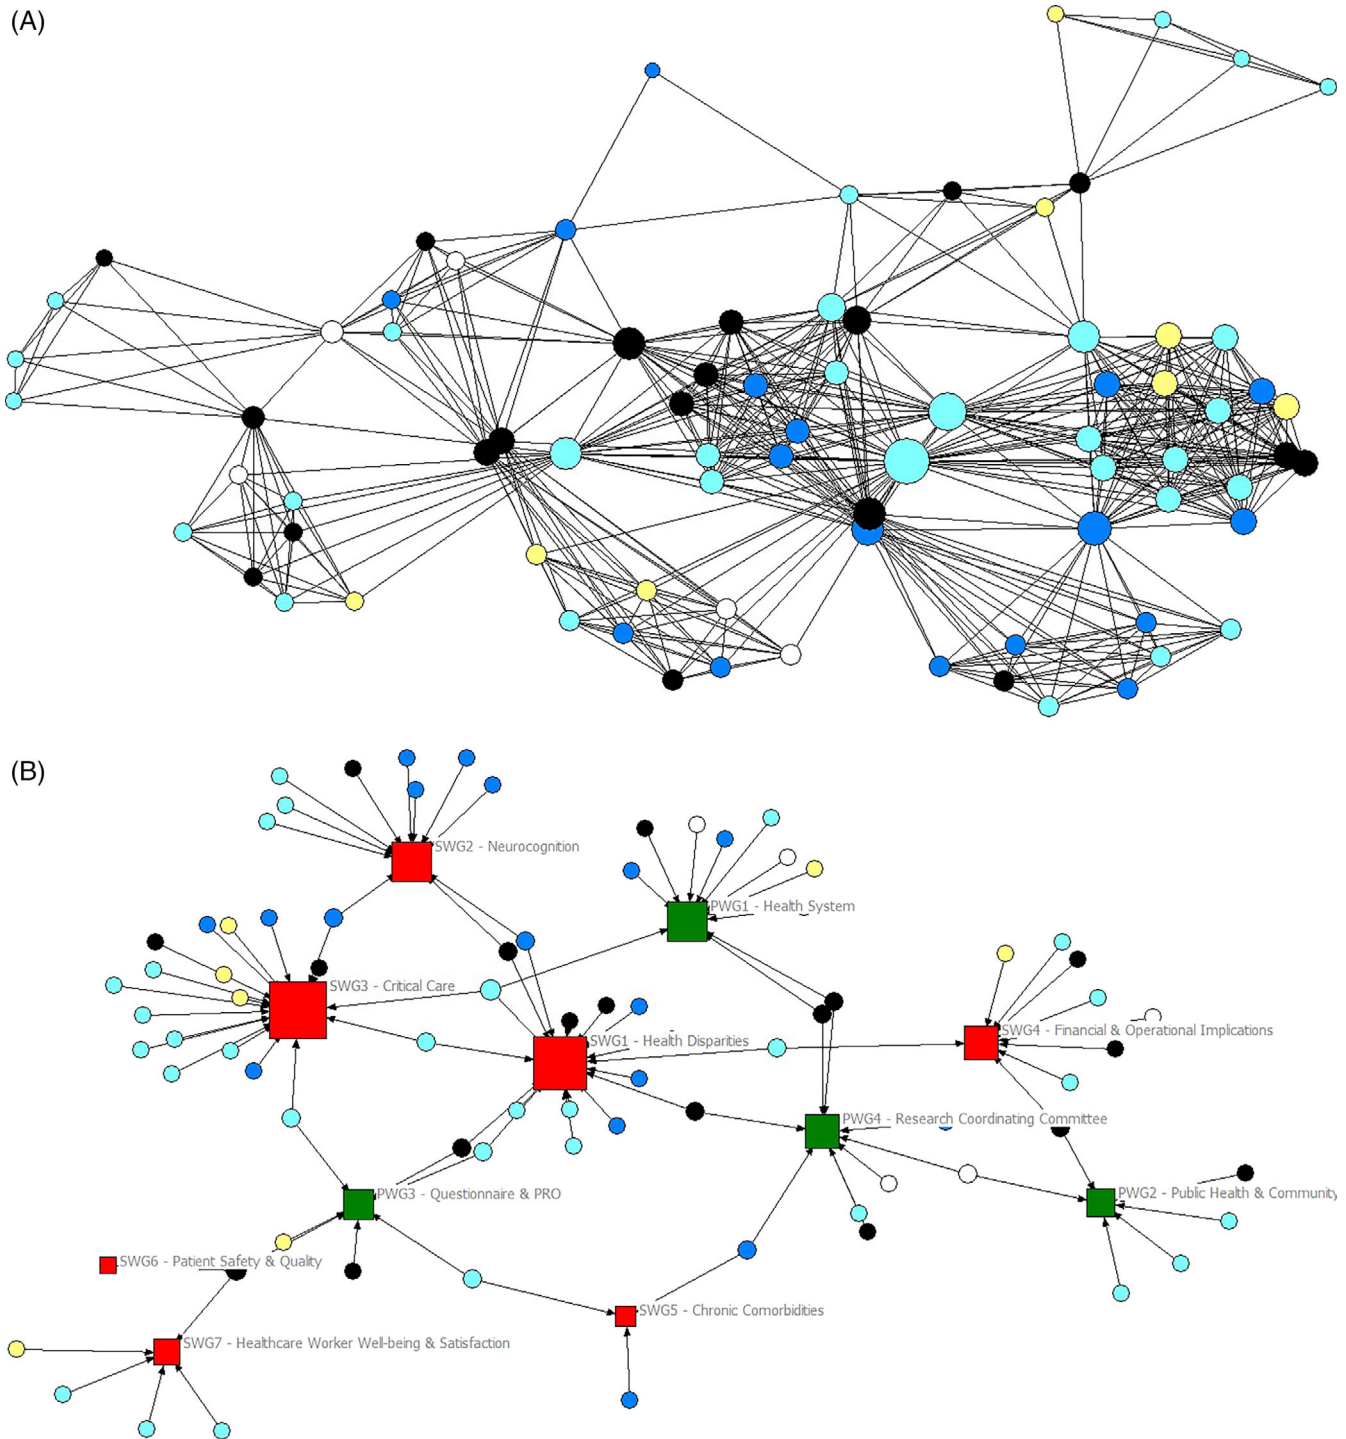 (A)
(B)
SWG2 - Neurocognition
PWG1 - Health System
SWG3 - Critical Care
SWG4 - Financial & Operational Implications
SWG1 - Health Disparities
PWG4 - Research Coordinating Committee
PWG3 - Questionnaire & PRO
PWG2 - Public Health & Community
SWG6 - Patient Safety & Quality
SWG5 - Chronic Comorbidities
SWG7 - Healthcare Worker Well-being & Satisfaction